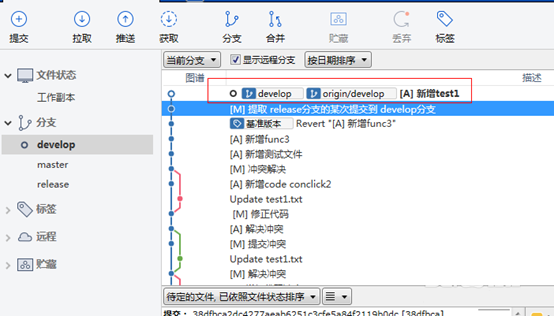 提交 拉取 推送 获取 分支 合并 贮藏 丢弃 标签
文件状态
工作副本
分支
develop
master
release
标签
远程
贮藏
当前分支 显示远程分支 按日期排序
图谱 描述
develop origin/develop [A] 新增test1
[M] 提取 release分支的某次提交到 develop分支
基准版本 Revert "[A] 新增func3"
[A] 新增func3
[A] 新增测试文件
[M] 冲突解决
[A] 新增code conclick2
Update test1.txt
[M] 修正代码
[A] 解决冲突
[M] 提交冲突
Update test1.txt
[M] 解决冲突
待定的文件, 已依照文件状态排序